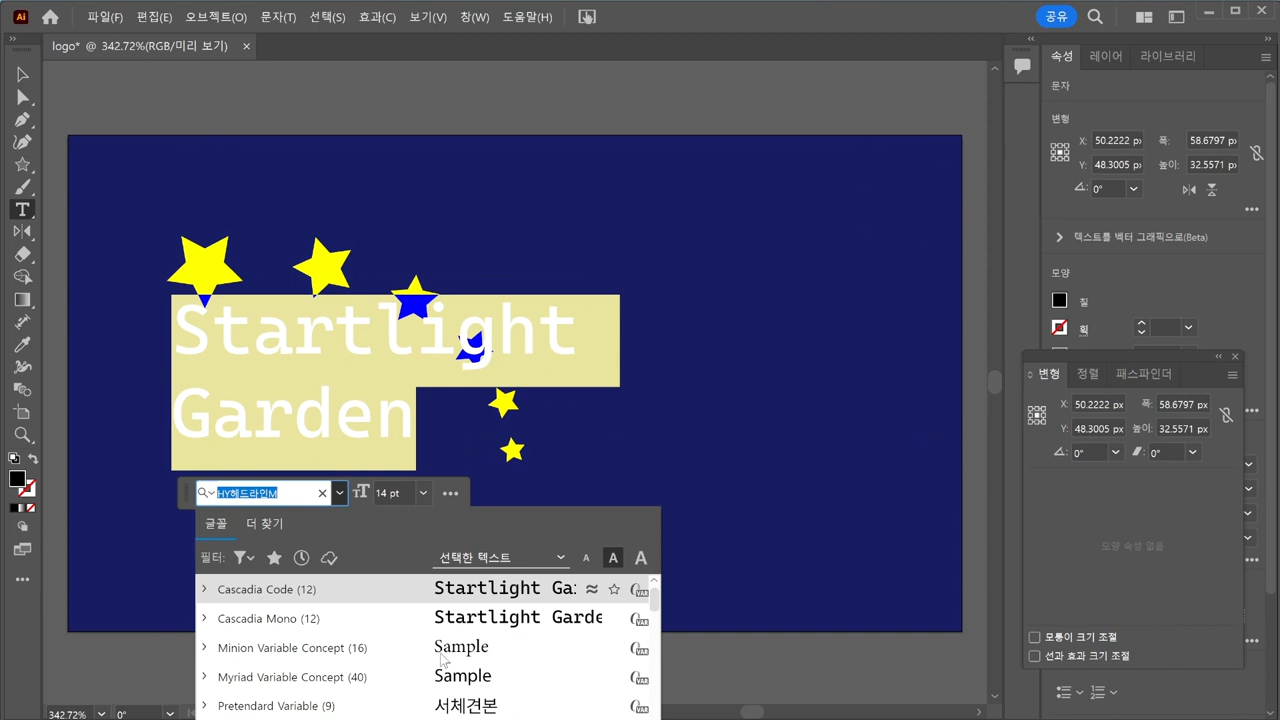 Ai
파일(F) 편집(E) 오브젝트(O) 문자(T) 선택(S) 효과(C) 보기(V) 창(W) 도움말(H) 공유
logo* @ 342.72%(RGB/미리 보기) ×
속성 레이어 라이브러리
문자
변형
X: 50.2222 px 폭: 58.6797 px
Y: 48.3005 px 높이: 32.5571 px
0°
텍스트를 벡터 그래픽으로(Beta)
모양
칠
획
Startlight
Garden
변형 정렬 패스파인더
X: 50.2222 px 폭: 58.6797 px
Y: 48.3005 px 높이: 32.5571 px
0° 0°
모양 속성 없음
모퉁이 크기 조절
선과 효과 크기 조절
HY헤드라인M 14 pt
글꼴 더 찾기
필터: 선택한 텍스트 A A A
Cascadia Code (12) Startlight Ga
Cascadia Mono (12) Startlight Garde
Minion Variable Concept (16) Sample
Myriad Variable Concept (40) Sample
Pretendard Variable (9) 서체견본
342.72% 0°